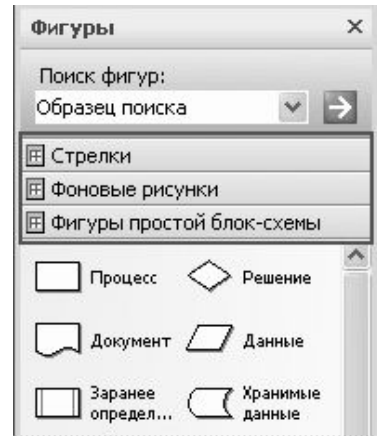 Фигуры
Поиск фигур:
Образец поиска
Стрелки
Фоновые рисунки
Фигуры простой блок-схемы
Процесс Решение
Документ Данные
Заранее Хранимые
определ... данные